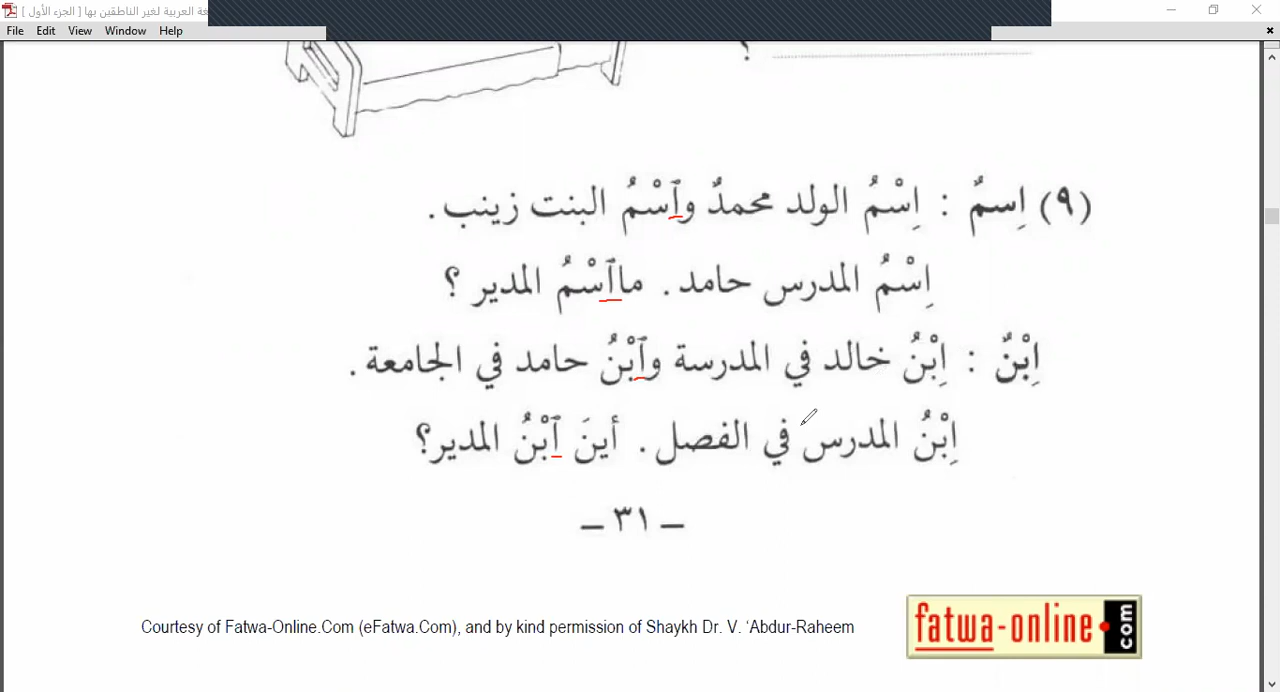 غة العربية لغير الناطقين بها [ الجزء الأول ]
File Edit View Window Help
؟
(٩) اِسمٌ : اِسْمُ الولد محمدٌ وٱسْمُ البنت زينب .
اِسْمُ المدرس حامد . ماٱسْمُ المدير ؟
اِبْنٌ : اِبْنُ خالد في المدرسة وٱبْنُ حامد في الجامعة .
اِبْنُ المدرس في الفصل . أينَ ٱبْنُ المدير؟
– ٣١ –
Courtesy of Fatwa-Online.Com (eFatwa.Com), and by kind permission of Shaykh Dr. V. ‘Abdur-Raheem
fatwa-online.com